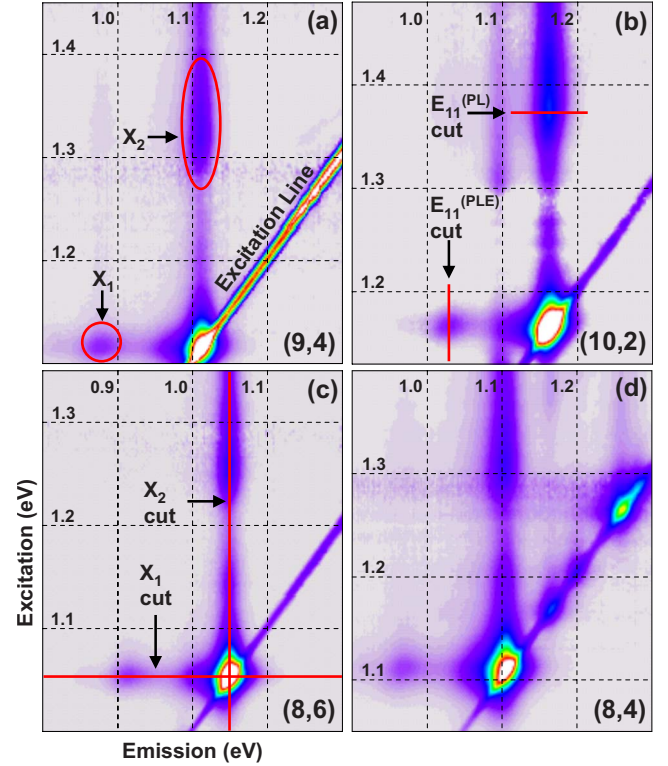 1.0 1.1 1.2
(a)
1.4
1.3
1.2
X2
X1
Excitation Line
(9,4)
1.0 1.1 1.2
(b)
1.4
1.3
1.2
E11(PL)
cut
E11(PLE)
cut
(10,2)
0.9 1.0 1.1
(c)
1.3
1.2
1.1
X2
cut
X1
cut
(8,6)
1.0 1.1 1.2
(d)
1.3
1.2
1.1
(8,4)
Excitation (eV)
Emission (eV)